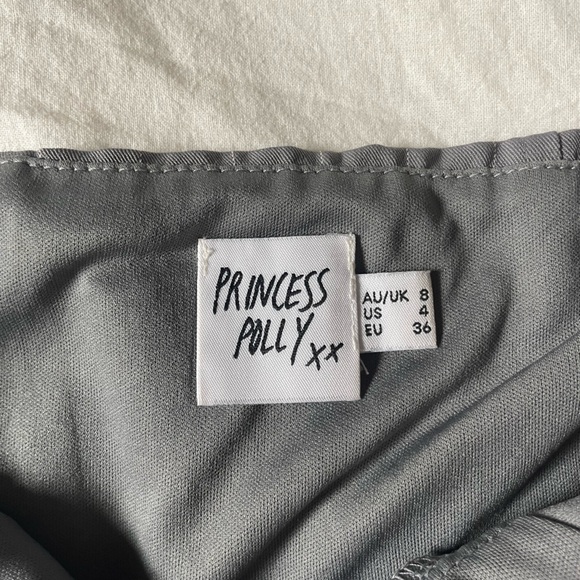 PRINCESS
POLLY xx
AU/UK 8
US 4
EU 36